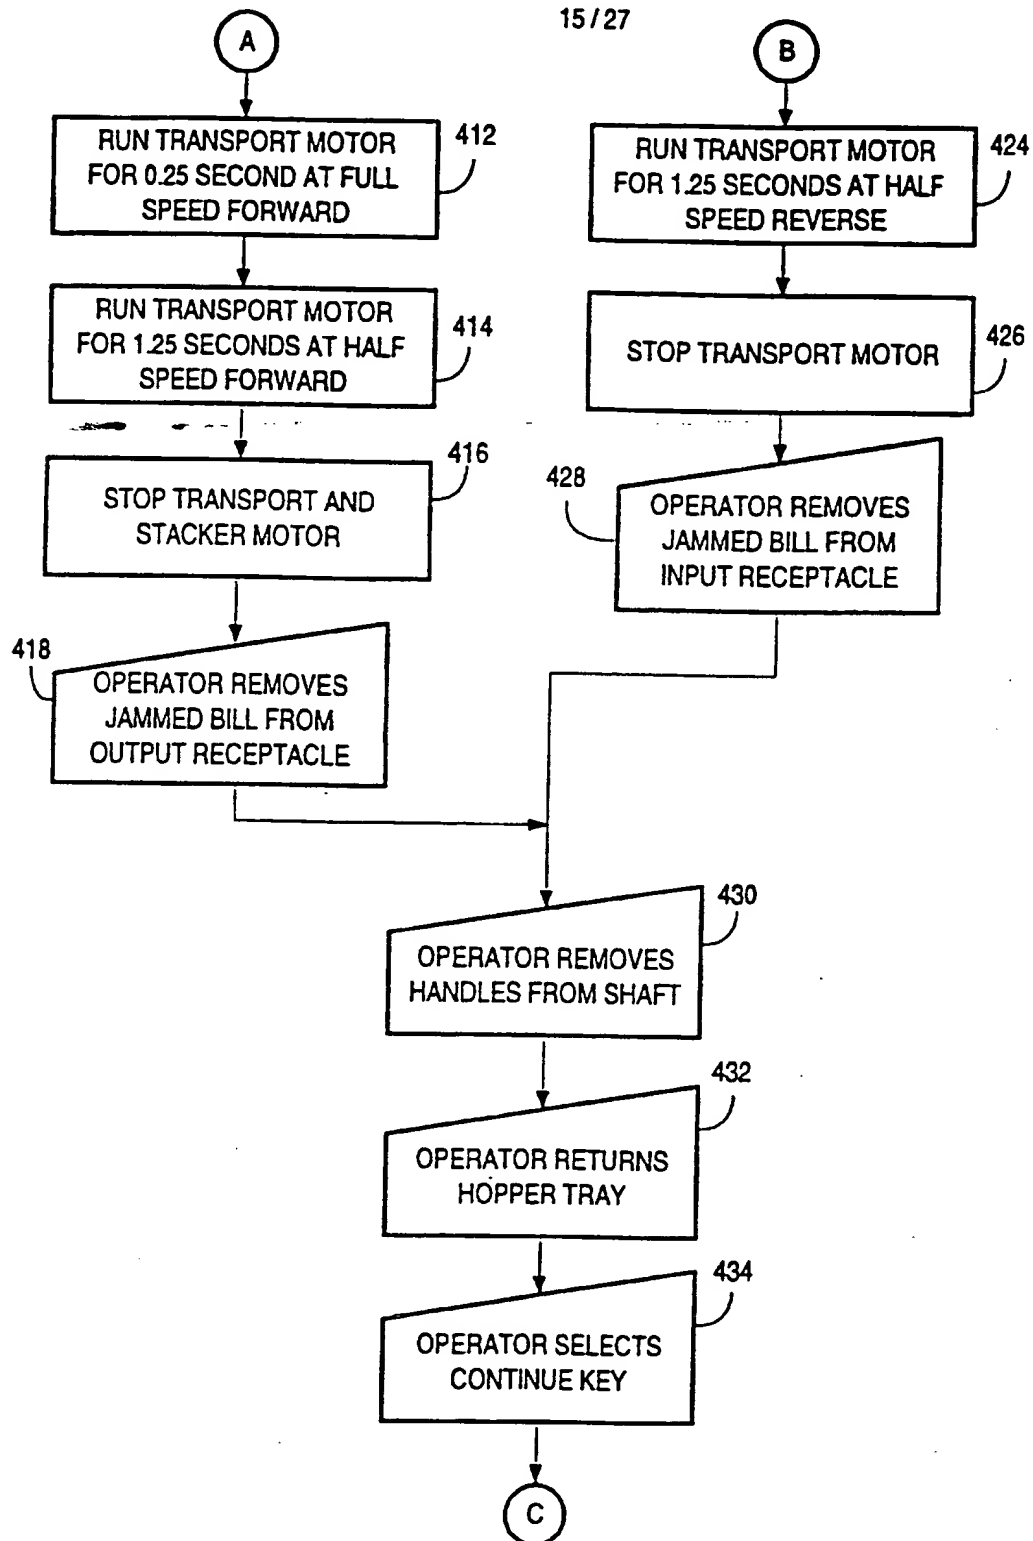 15/27
A
RUN TRANSPORT MOTOR
FOR 0.25 SECOND AT FULL
SPEED FORWARD
412
RUN TRANSPORT MOTOR
FOR 1.25 SECONDS AT HALF
SPEED FORWARD
414
STOP TRANSPORT AND
STACKER MOTOR
416
418
OPERATOR REMOVES
JAMMED BILL FROM
OUTPUT RECEPTACLE
B
RUN TRANSPORT MOTOR
FOR 1.25 SECONDS AT HALF
SPEED REVERSE
424
STOP TRANSPORT MOTOR
426
428
OPERATOR REMOVES
JAMMED BILL FROM
INPUT RECEPTACLE
430
OPERATOR REMOVES
HANDLES FROM SHAFT
432
OPERATOR RETURNS
HOPPER TRAY
434
OPERATOR SELECTS
CONTINUE KEY
C